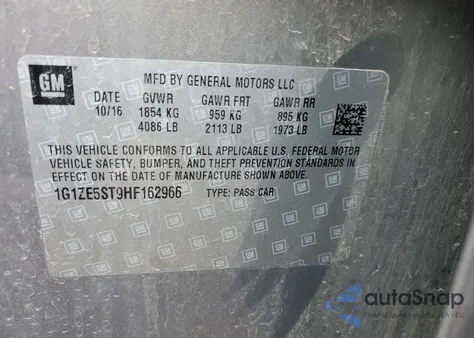 GM
MFD BY GENERAL MOTORS LLC
DATE GVWR GAWR FRT GAWR RR
10/16 1854 KG 959 KG 895 KG
4086 LB 2113 LB 1973 LB
THIS VEHICLE CONFORMS TO ALL APPLICABLE U.S. FEDERAL MOTOR
VEHICLE SAFETY, BUMPER, AND THEFT PREVENTION STANDARDS IN
EFFECT ON THE DATE OF MANUFACTURE SHOWN ABOVE.
1G1ZE5ST9HF162966 TYPE: PASS CAR
autoSnap